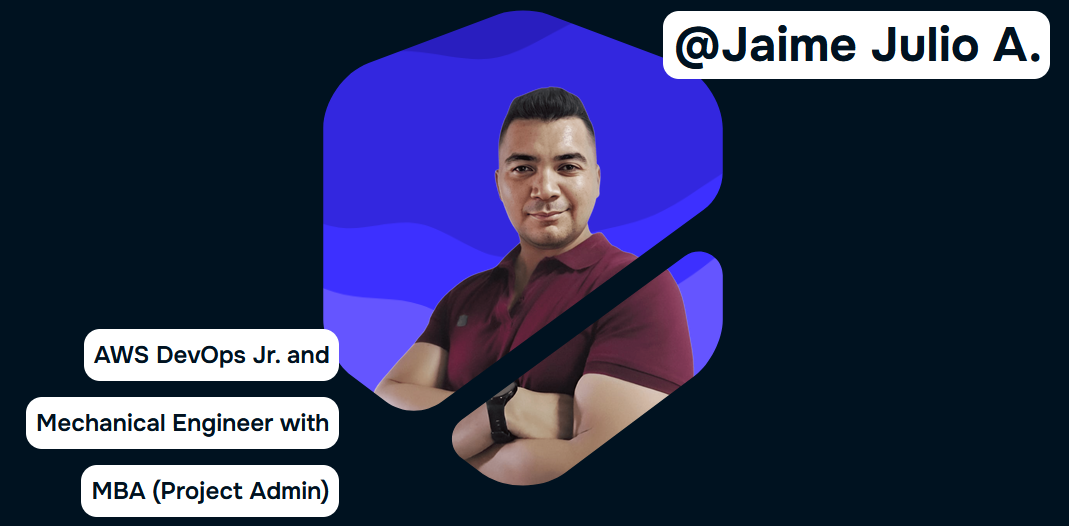 @Jaime Julio A.
AWS DevOps Jr. and
Mechanical Engineer with
MBA (Project Admin)